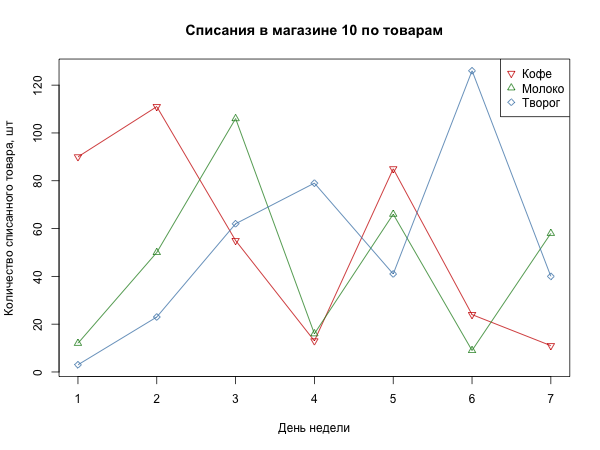 Списания в магазине 10 по товарам
Кофе
Молоко
Творог
Количество списанного товара, шт
120
100
80
60
40
20
0
1 2 3 4 5 6 7
День недели